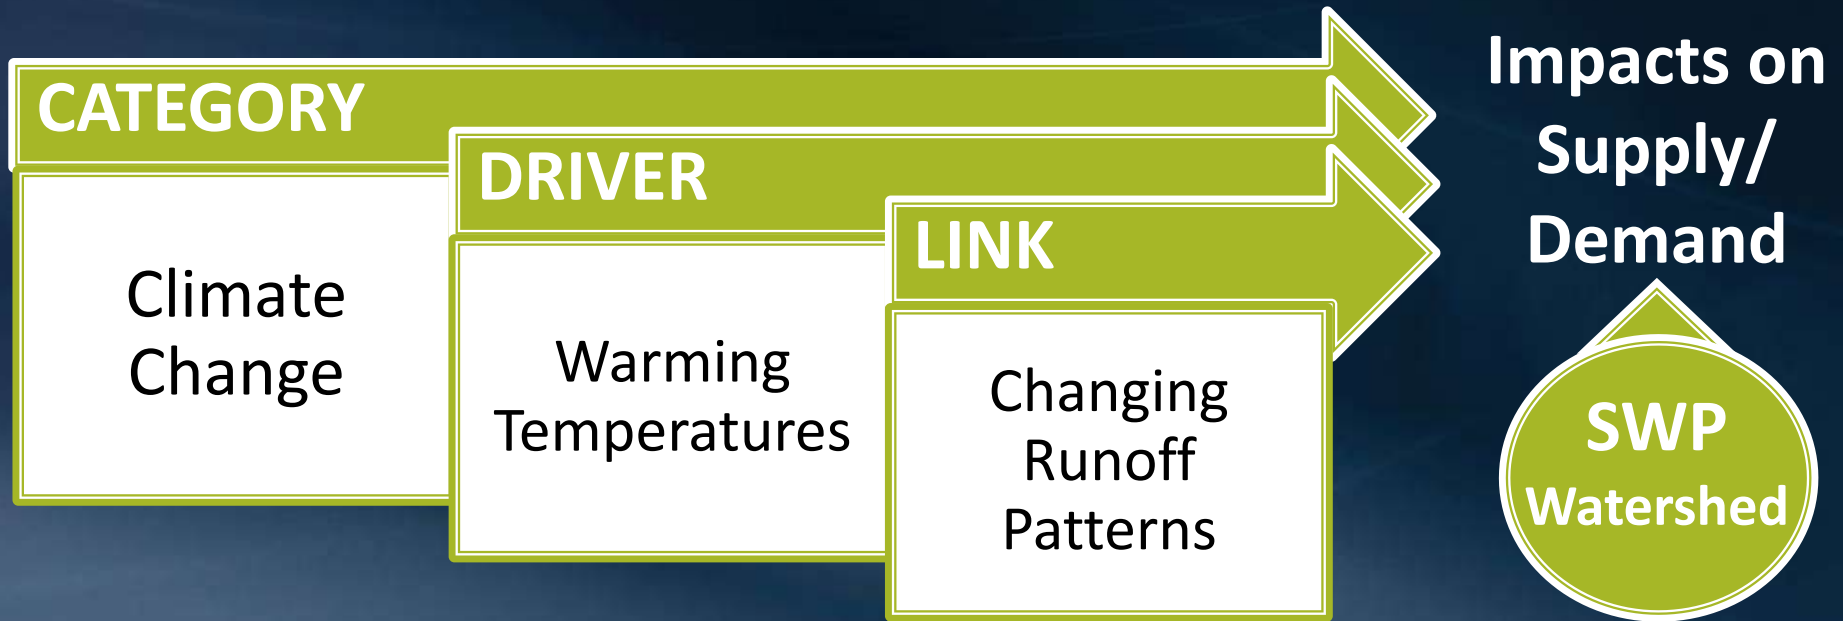 CATEGORY
Climate
Change
DRIVER
Warming
Temperatures
LINK
Changing
Runoff
Patterns
Impacts on
Supply/
Demand
SWP
Watershed